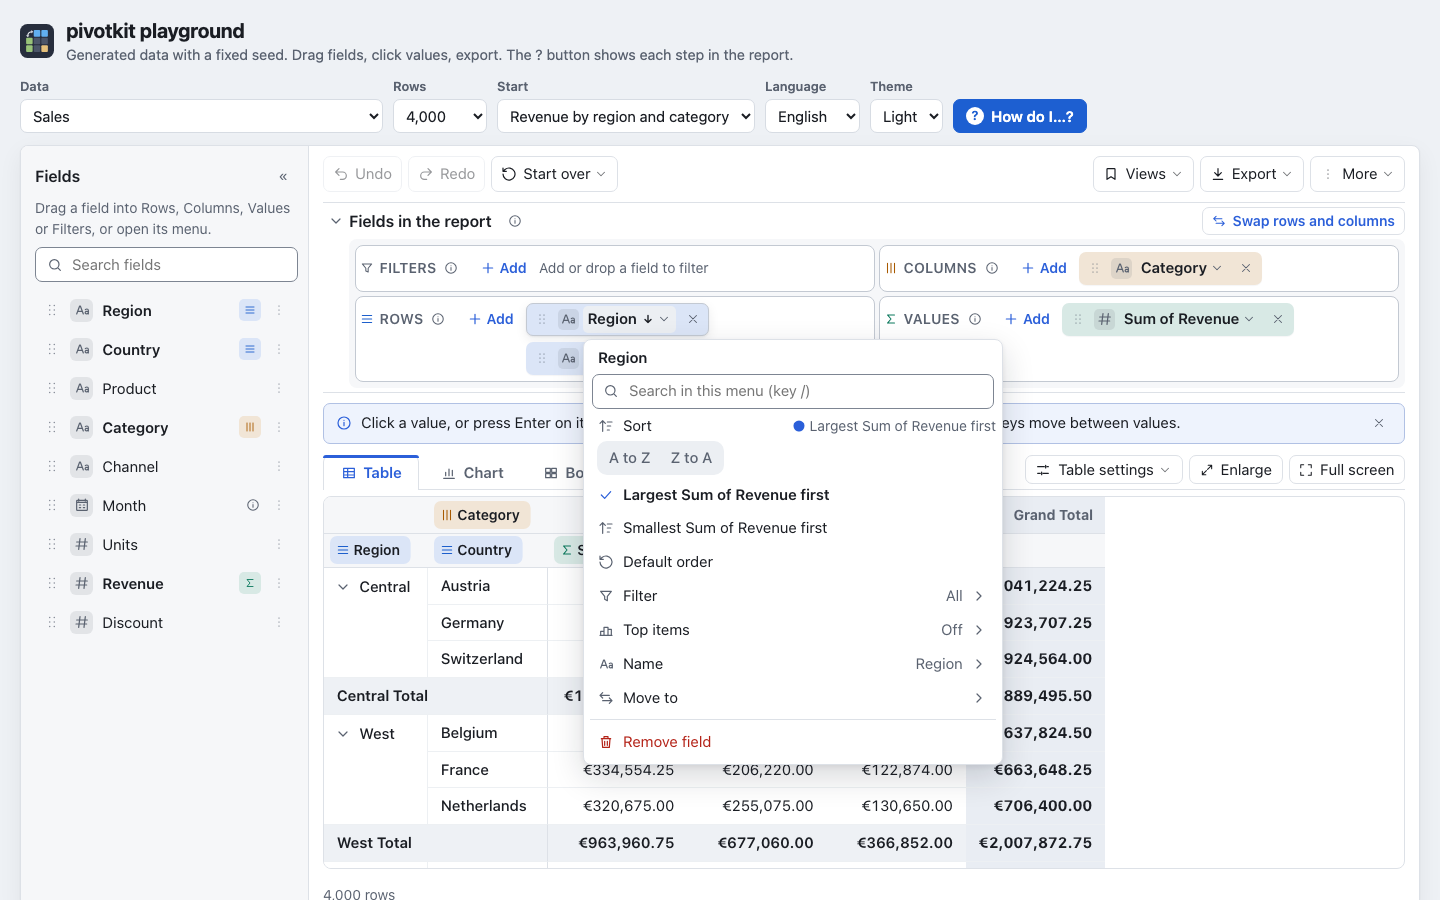 pivotkit playground
Generated data with a fixed seed. Drag fields, click values, export. The ? button shows each step in the report.
Data Rows Start Language Theme
Sales 4,000 Revenue by region and category English Light ? How do I...?
Fields «
Drag a field into Rows, Columns, Values
or Filters, or open its menu.
Search fields
Aa Region
Aa Country
Aa Product
Aa Category
Aa Channel
Month
# Units
# Revenue Σ
# Discount
Undo Redo Start over Views Export More
Fields in the report Swap rows and columns
FILTERS + Add Add or drop a field to filter
COLUMNS + Add Aa Category ×
ROWS + Add Aa Region ↓ ×
Aa
Σ VALUES + Add # Sum of Revenue ×
Region
Search in this menu (key /)
Sort Largest Sum of Revenue first
A to Z Z to A
Largest Sum of Revenue first
Smallest Sum of Revenue first
Default order
Filter All
Top items Off
Aa Name Region
Move to
Remove field
Click a value, or press Enter on it eys move between values. ×
Table Chart Bo Table settings Enlarge Full screen
Category Grand Total
Region Country Σ S
Central Austria 041,224.25
Germany 923,707.25
Switzerland 924,564.00
Central Total €1 889,495.50
West Belgium 637,824.50
France €334,554.25 €206,220.00 €122,874.00 €663,648.25
Netherlands €320,675.00 €255,075.00 €130,650.00 €706,400.00
West Total €963,960.75 €677,060.00 €366,852.00 €2,007,872.75
4,000 rows